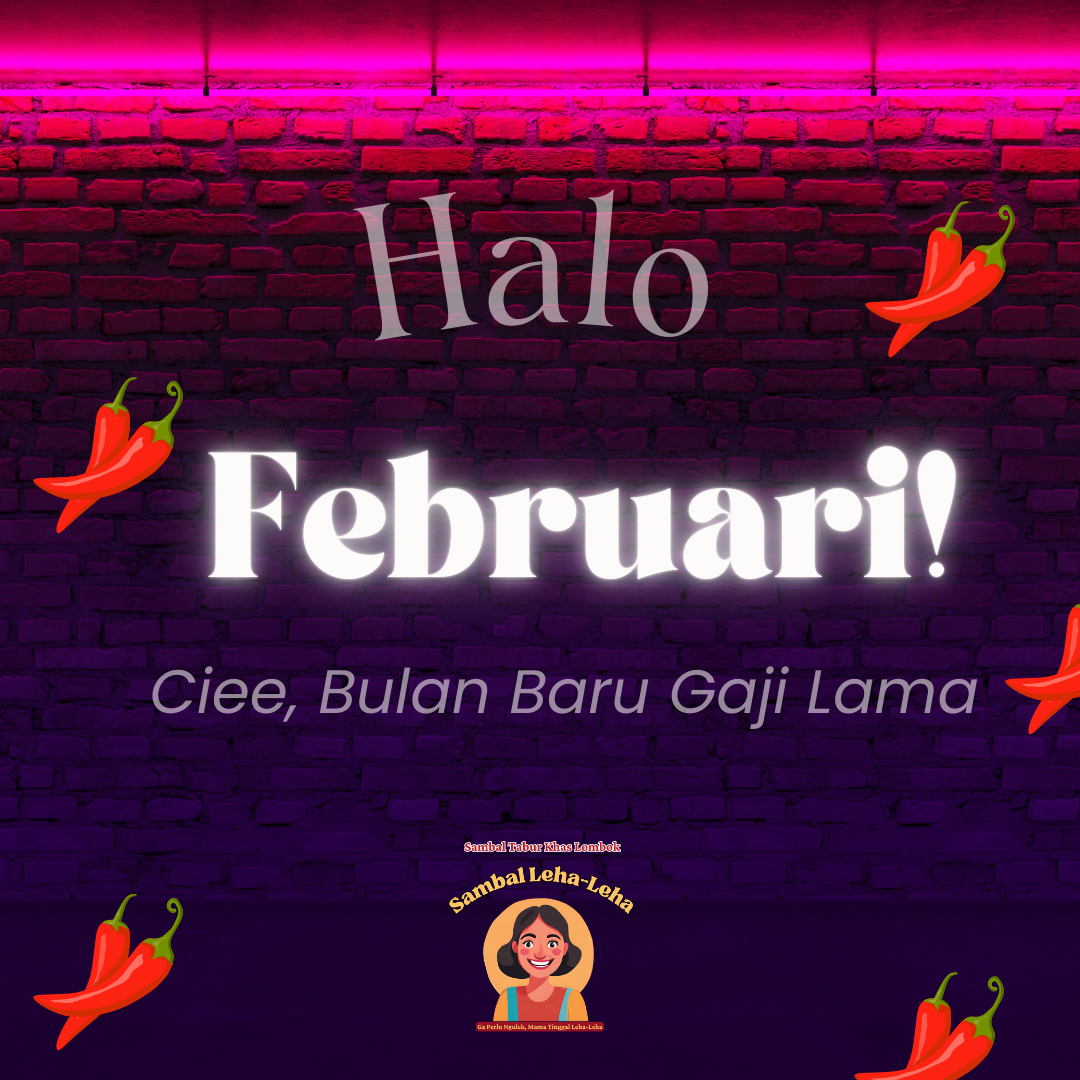 Halo
Februari!
Ciee, Bulan Baru Gaji Lama
Sambal Tabur Khas Lombok
Sambal Leha-Leha
Ga Perlu Ngulek, Mama Tinggal Leha-Leha